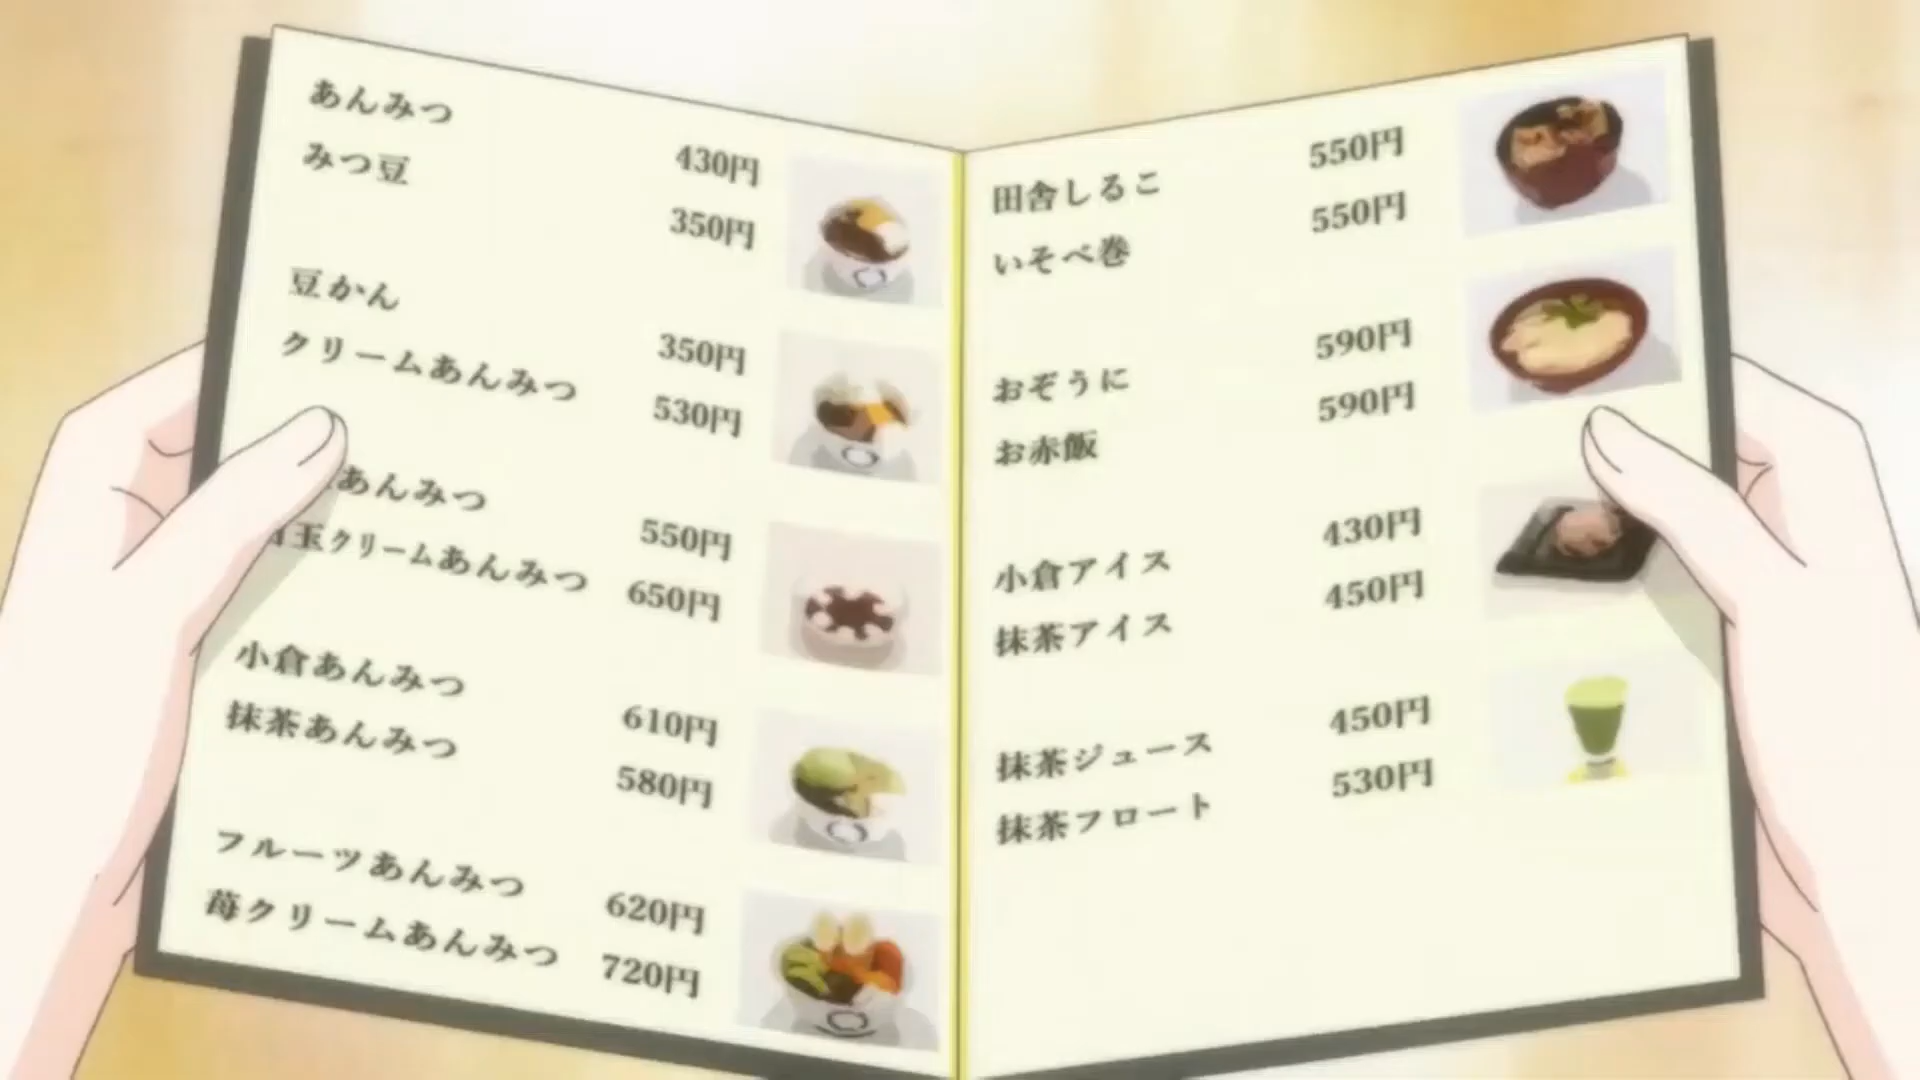 あんみつ 430円
みつ豆 350円
豆かん 350円
クリームあんみつ 530円
あんみつ 550円
玉クリームあんみつ 650円
小倉あんみつ 610円
抹茶あんみつ 580円
フルーツあんみつ 620円
苺クリームあんみつ 720円
田舎しるこ 550円
いそべ巻 550円
おぞうに 590円
お赤飯 590円
小倉アイス 430円
抹茶アイス 450円
抹茶ジュース 450円
抹茶フロート 530円